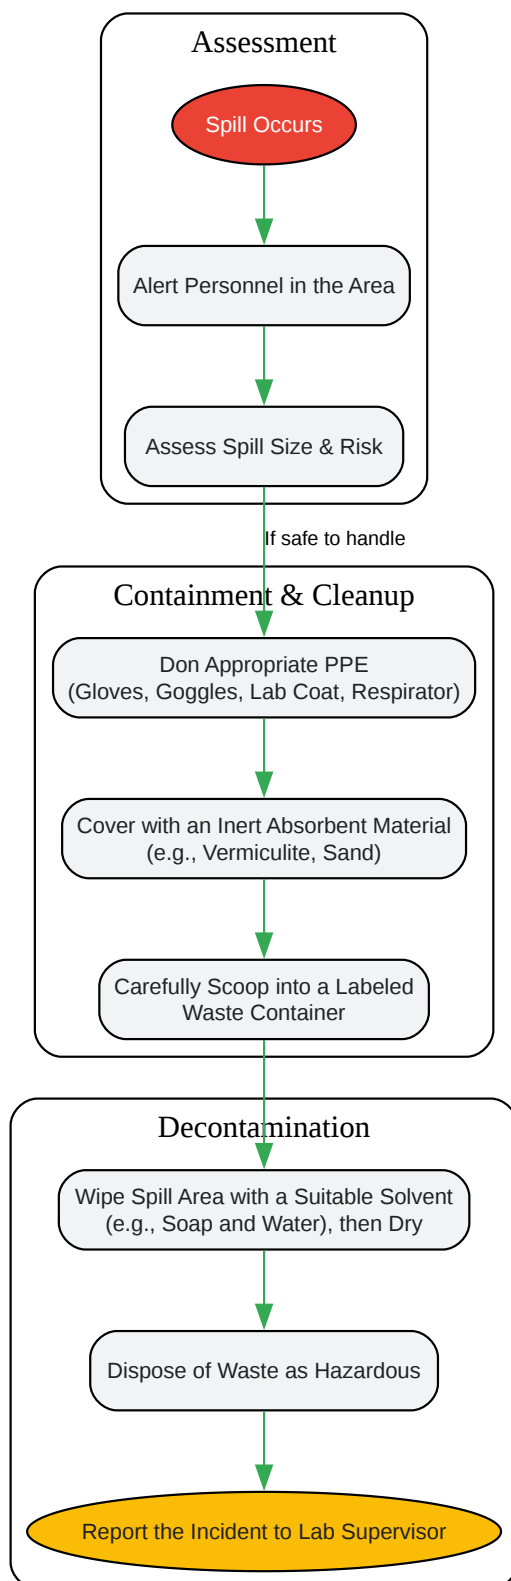 Assessment
Spill Occurs
Alert Personnel in the Area
Assess Spill Size & Risk
If safe to handle
Containment & Cleanup
Don Appropriate PPE
(Gloves, Goggles, Lab Coat, Respirator)
Cover with an Inert Absorbent Material
(e.g., Vermiculite, Sand)
Carefully Scoop into a Labeled
Waste Container
Decontamination
Wipe Spill Area with a Suitable Solvent
(e.g., Soap and Water), then Dry
Dispose of Waste as Hazardous
Report the Incident to Lab Supervisor